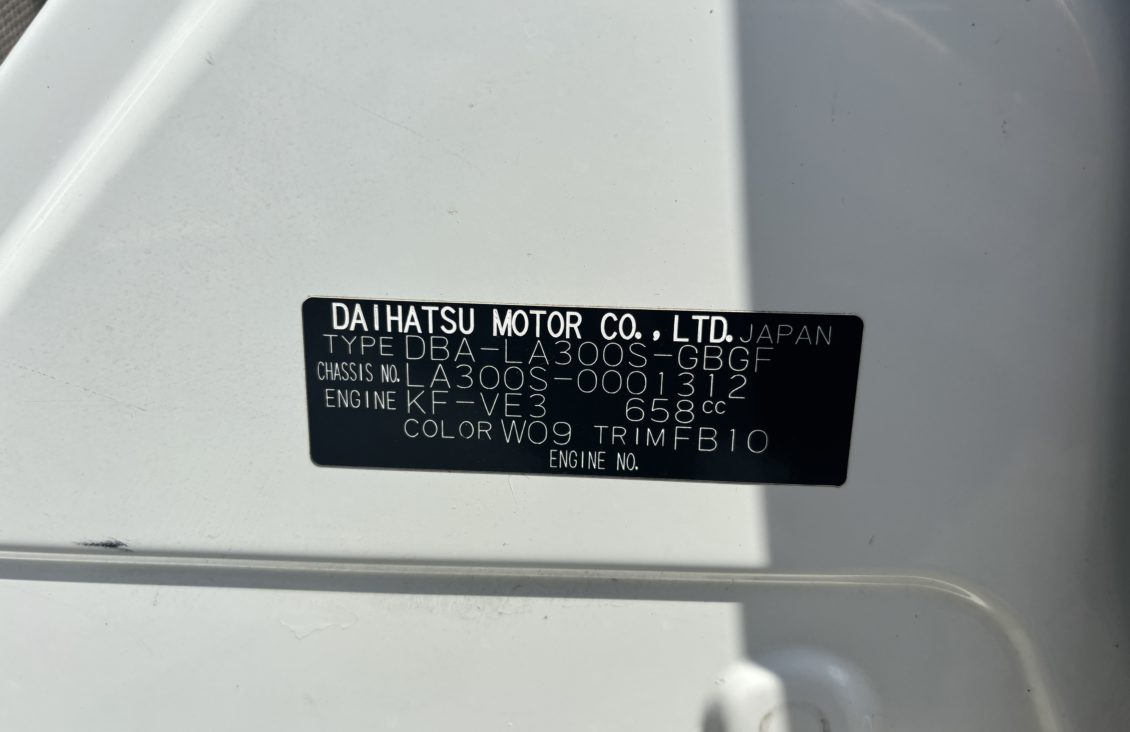 DAIHATSU MOTOR CO., LTD. JAPAN
TYPE DBA-LA300S-GBGF
CHASSIS NO. LA300S-0001312
ENGINE KF-VE3 658cc
COLOR W09 TRIM FB10
ENGINE NO.